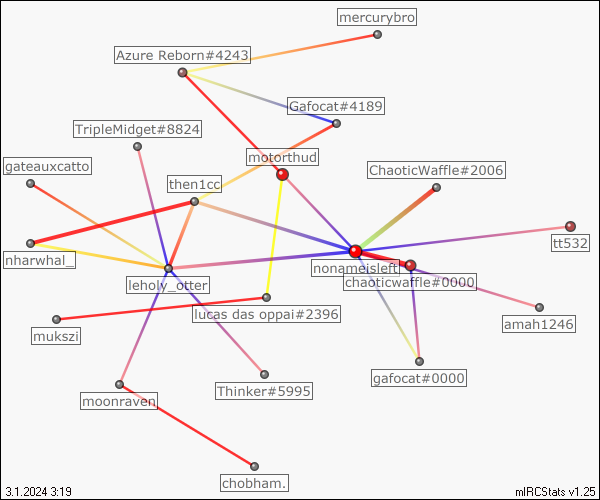 mercurybro
Azure Reborn#4243
Gafocat#4189
TripleMidget#8824
motorthud
gateauxcatto
ChaoticWaffle#2006
then1cc
tt532
nharwhal_
nonameisleft
leholy_otter
chaoticwaffle#0000
lucas das oppai#2396
amah1246
mukszi
gafocat#0000
Thinker#5995
moonraven
chobham.
3.1.2024 3:19
mIRCStats v1.25